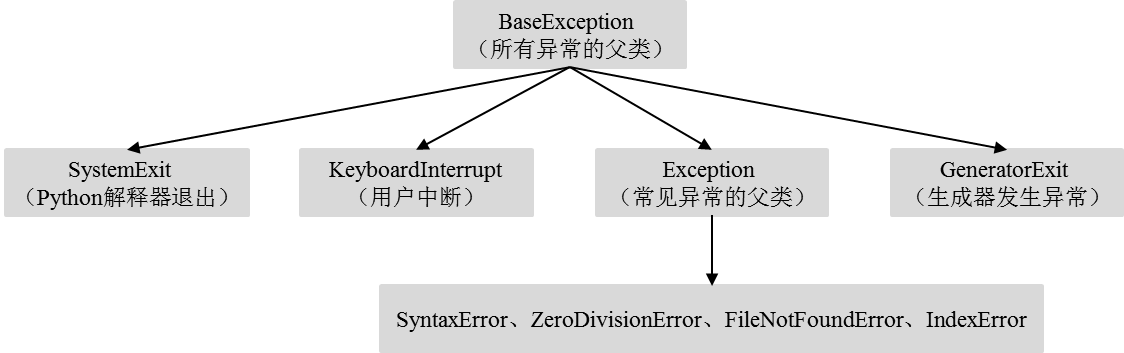 BaseException
（所有异常的父类）
SystemExit
（Python解释器退出）
KeyboardInterrupt
（用户中断）
Exception
（常见异常的父类）
GeneratorExit
（生成器发生异常）
SyntaxError、ZeroDivisionError、FileNotFoundError、IndexError